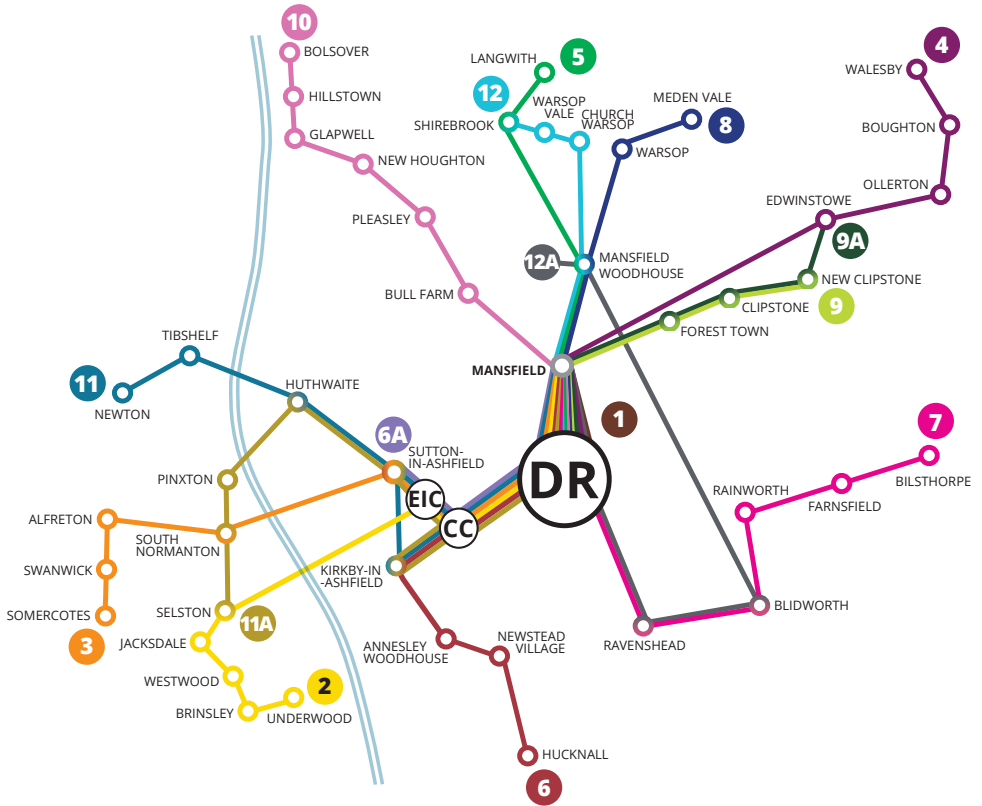 10
BOLSOVER
HILLSTOWN
GLAPWELL
NEW HOUGHTON
PLEASLEY
BULL FARM
LANGWITH
5
12
SHIREBROOK
WARSOP
VALE
CHURCH
WARSOP
MEDEN VALE
8
WARSOP
4
WALESBY
BOUGHTON
OLLERTON
EDWINSTOWE
9A
12A
MANSFIELD
WOODHOUSE
NEW CLIPSTONE
CLIPSTONE
9
FOREST TOWN
MANSFIELD
TIBSHELF
11
NEWTON
HUTHWAITE
1
6A
SUTTON-
IN-ASHFIELD
EIC
CC
DR
7
BILSTHORPE
FARNSFIELD
RAINWORTH
PINXTON
ALFRETON
SOUTH
NORMANTON
SWANWICK
SOMERCOTES
3
KIRKBY-IN
-ASHFIELD
SELSTON
11A
JACKSDALE
WESTWOOD
BRINSLEY
2
UNDERWOOD
ANNESLEY
WOODHOUSE
NEWSTEAD
VILLAGE
RAVENSHEAD
BLIDWORTH
HUCKNALL
6